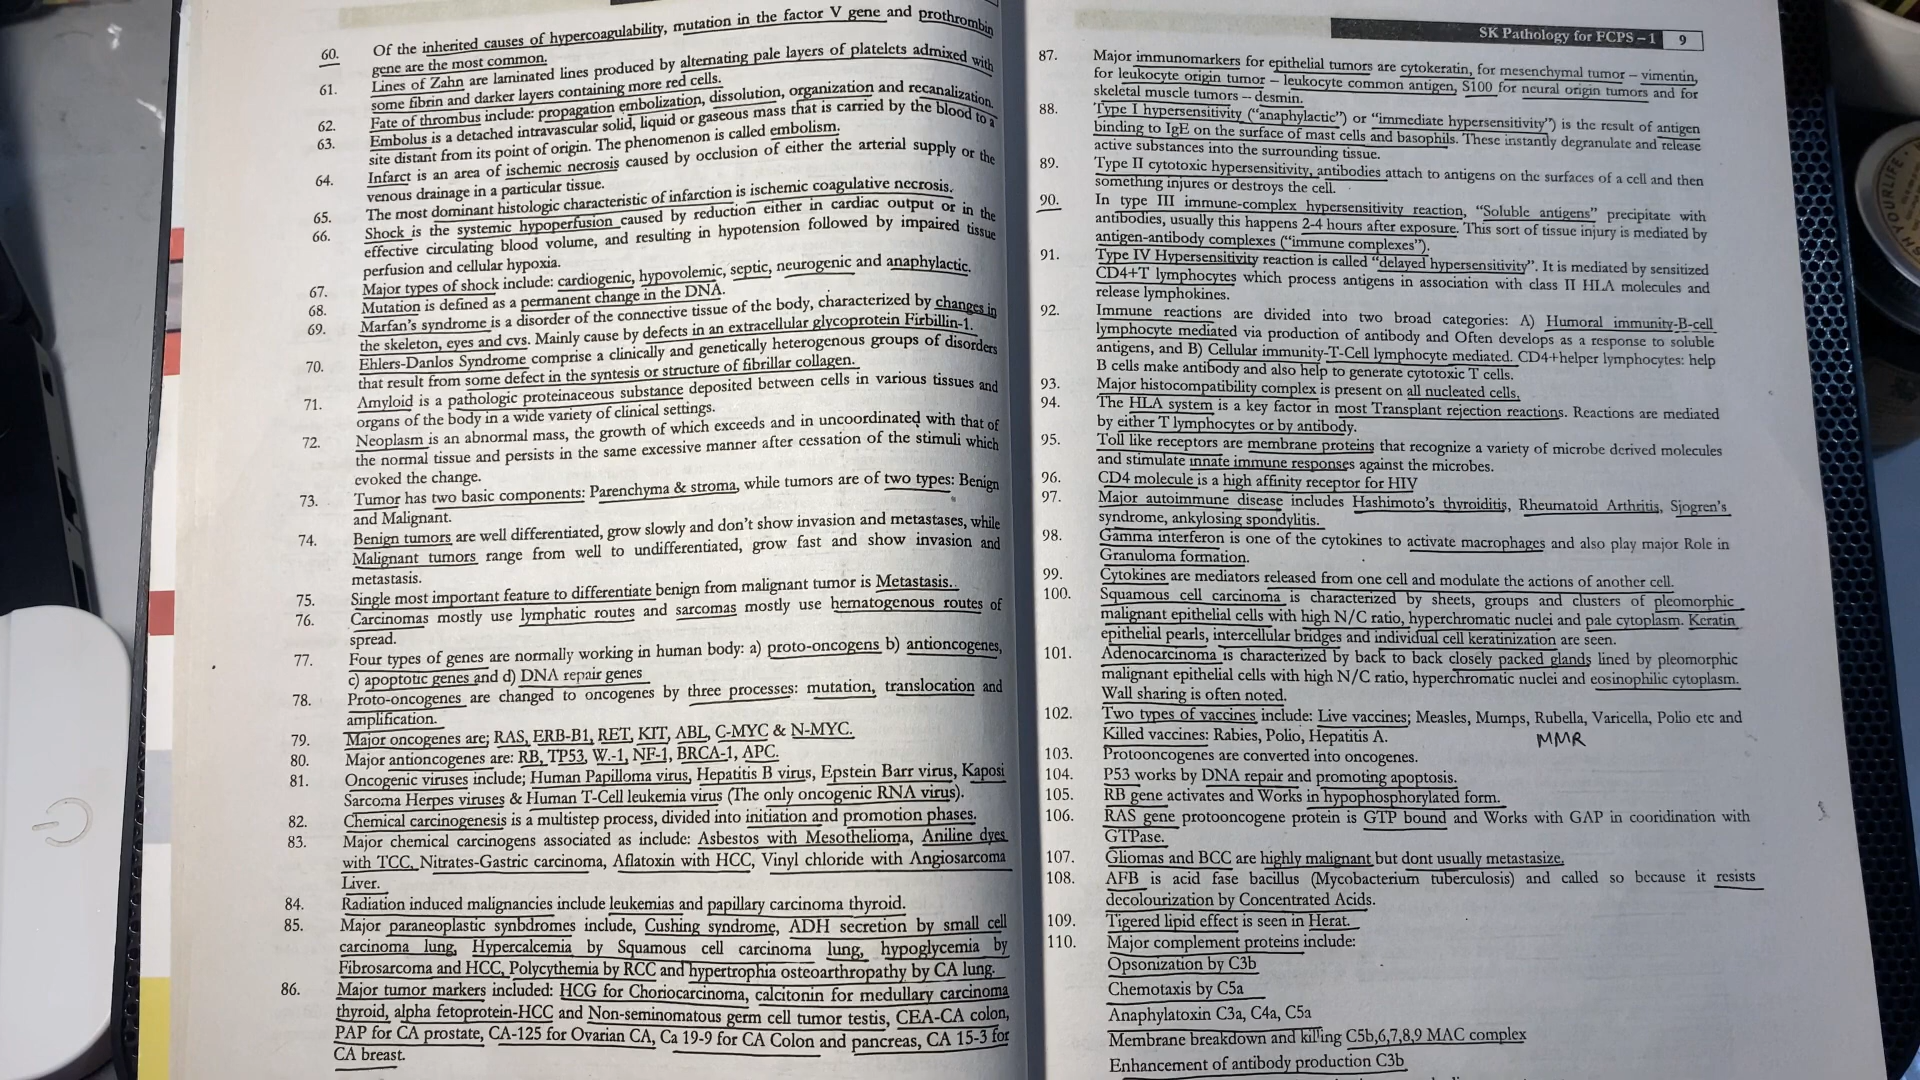 60. Of the inherited causes of hypercoagulability, mutation in the factor V gene and prothrombin
gene are the most common.
61. Lines of Zahn are laminated lines produced by alternating pale layers of platelets admixed with
some fibrin and darker layers containing more red cells.
62. Fate of thrombus include: propagation embolization, dissolution, organization and recanalization.
63. Embolus is a detached intravascular solid, liquid or gaseous mass that is carried by the blood to a
site distant from its point of origin. The phenomenon is called embolism.
64. Infarct is an area of ischemic necrosis caused by occlusion of either the arterial supply or the
venous drainage in a particular tissue.
65. The most dominant histologic characteristic of infarction is ischemic coagulative necrosis.
66. Shock is the systemic hypoperfusion caused by reduction either in cardiac output or in the
effective circulating blood volume, and resulting in hypotension followed by impaired tissue
perfusion and cellular hypoxia.
67. Major types of shock include: cardiogenic, hypovolemic, septic, neurogenic and anaphylactic.
68. Mutation is defined as a permanent change in the DNA.
69. Marfan's syndrome is a disorder of the connective tissue of the body, characterized by changes in
the skeleton, eyes and cvs. Mainly cause by defects in an extracellular glycoprotein Firbillin-1.
70. Ehlers-Danlos Syndrome comprise a clinically and genetically heterogenous groups of disorders
that result from some defect in the syntesis or structure of fibrillar collagen.
71. Amyloid is a pathologic proteinaceous substance deposited between cells in various tissues and
organs of the body in a wide variety of clinical settings.
72. Neoplasm is an abnormal mass, the growth of which exceeds and in uncoordinated with that of
the normal tissue and persists in the same excessive manner after cessation of the stimuli which
evoked the change.
73. Tumor has two basic components: Parenchyma & stroma, while tumors are of two types: Benign
and Malignant.
74. Benign tumors are well differentiated, grow slowly and don't show invasion and metastases, while
Malignant tumors range from well to undifferentiated, grow fast and show invasion and
metastasis.
75. Single most important feature to differentiate benign from malignant tumor is Metastasis.
76. Carcinomas mostly use lymphatic routes and sarcomas mostly use hematogenous routes of
spread.
77. Four types of genes are normally working in human body: a) proto-oncogens b) antioncogenes,
c) apoptotic genes and d) DNA repair genes
78. Proto-oncogenes are changed to oncogenes by three processes: mutation, translocation and
amplification.
79. Major oncogenes are; RAS, ERB-B1, RET, KIT, ABL, C-MYC & N-MYC.
80. Major antioncogenes are: RB, TP53, W.-1, NF-1, BRCA-1, APC.
81. Oncogenic viruses include; Human Papilloma virus, Hepatitis B virus, Epstein Barr virus, Kaposi
Sarcoma Herpes viruses & Human T-Cell leukemia virus (The only oncogenic RNA virus).
82. Chemical carcinogenesis is a multistep process, divided into initiation and promotion phases.
83. Major chemical carcinogens associated as include: Asbestos with Mesothelioma, Aniline dyes
with TCC, Nitrates-Gastric carcinoma, Aflatoxin with HCC, Vinyl chloride with Angiosarcoma
Liver.
84. Radiation induced malignancies include leukemias and papillary carcinoma thyroid.
85. Major paraneoplastic synbdromes include, Cushing syndrome, ADH secretion by small cell
carcinoma lung, Hypercalcemia by Squamous cell carcinoma lung, hypoglycemia by
Fibrosarcoma and HCC, Polycythemia by RCC and hypertrophia osteoarthropathy by CA lung.
86. Major tumor markers included: HCG for Choriocarcinoma, calcitonin for medullary carcinoma
thyroid, alpha fetoprotein-HCC and Non-seminomatous germ cell tumor testis, CEA-CA colon,
PAP for CA prostate, CA-125 for Ovarian CA, Ca 19-9 for CA Colon and pancreas, CA 15-3 for
CA breast.
SK Pathology for FCPS – 1 9
87. Major immunomarkers for epithelial tumors are cytokeratin, for mesenchymal tumor – vimentin,
for leukocyte origin tumor – leukocyte common antigen, S100 for neural origin tumors and for
skeletal muscle tumors – desmin.
88. Type I hypersensitivity ("anaphylactic") or "immediate hypersensitivity") is the result of antigen
binding to IgE on the surface of mast cells and basophils. These instantly degranulate and release
active substances into the surrounding tissue.
89. Type II cytotoxic hypersensitivity, antibodies attach to antigens on the surfaces of a cell and then
something injures or destroys the cell.
90. In type III immune-complex hypersensitivity reaction, "Soluble antigens" precipitate with
antibodies, usually this happens 2-4 hours after exposure. This sort of tissue injury is mediated by
antigen-antibody complexes ("immune complexes").
91. Type IV Hypersensitivity reaction is called "delayed hypersensitivity". It is mediated by sensitized
CD4+T lymphocytes which process antigens in association with class II HLA molecules and
release lymphokines.
92. Immune reactions are divided into two broad categories: A) Humoral immunity-B-cell
lymphocyte mediated via production of antibody and Often develops as a response to soluble
antigens, and B) Cellular immunity-T-Cell lymphocyte mediated. CD4+helper lymphocytes: help
B cells make antibody and also help to generate cytotoxic T cells.
93. Major histocompatibility complex is present on all nucleated cells.
94. The HLA system is a key factor in most Transplant rejection reactions. Reactions are mediated
by either T lymphocytes or by antibody.
95. Toll like receptors are membrane proteins that recognize a variety of microbe derived molecules
and stimulate innate immune responses against the microbes.
96. CD4 molecule is a high affinity receptor for HIV
97. Major autoimmune disease includes Hashimoto's thyroiditis, Rheumatoid Arthritis, Sjogren's
syndrome, ankylosing spondylitis.
98. Gamma interferon is one of the cytokines to activate macrophages and also play major Role in
Granuloma formation.
99. Cytokines are mediators released from one cell and modulate the actions of another cell.
100. Squamous cell carcinoma is characterized by sheets, groups and clusters of pleomorphic
malignant epithelial cells with high N/C ratio, hyperchromatic nuclei and pale cytoplasm. Keratin
epithelial pearls, intercellular bridges and individual cell keratinization are seen.
101. Adenocarcinoma is characterized by back to back closely packed glands lined by pleomorphic
malignant epithelial cells with high N/C ratio, hyperchromatic nuclei and eosinophilic cytoplasm.
Wall sharing is often noted.
102. Two types of vaccines include: Live vaccines; Measles, Mumps, Rubella, Varicella, Polio etc and
Killed vaccines: Rabies, Polio, Hepatitis A.
MMR
103. Protooncogenes are converted into oncogenes.
104. P53 works by DNA repair and promoting apoptosis.
105. RB gene activates and Works in hypophosphorylated form.
106. RAS gene protooncogene protein is GTP bound and Works with GAP in cooridination with
GTPase.
107. Gliomas and BCC are highly malignant but dont usually metastasize.
108. AFB is acid fase bacillus (Mycobacterium tuberculosis) and called so because it resists
decolourization by Concentrated Acids.
109. Tigered lipid effect is seen in Herat.
110. Major complement proteins include:
Opsonization by C3b
Chemotaxis by C5a
Anaphylatoxin C3a, C4a, C5a
Membrane breakdown and killing C5b,6,7,8,9 MAC complex
Enhancement of antibody production C3b